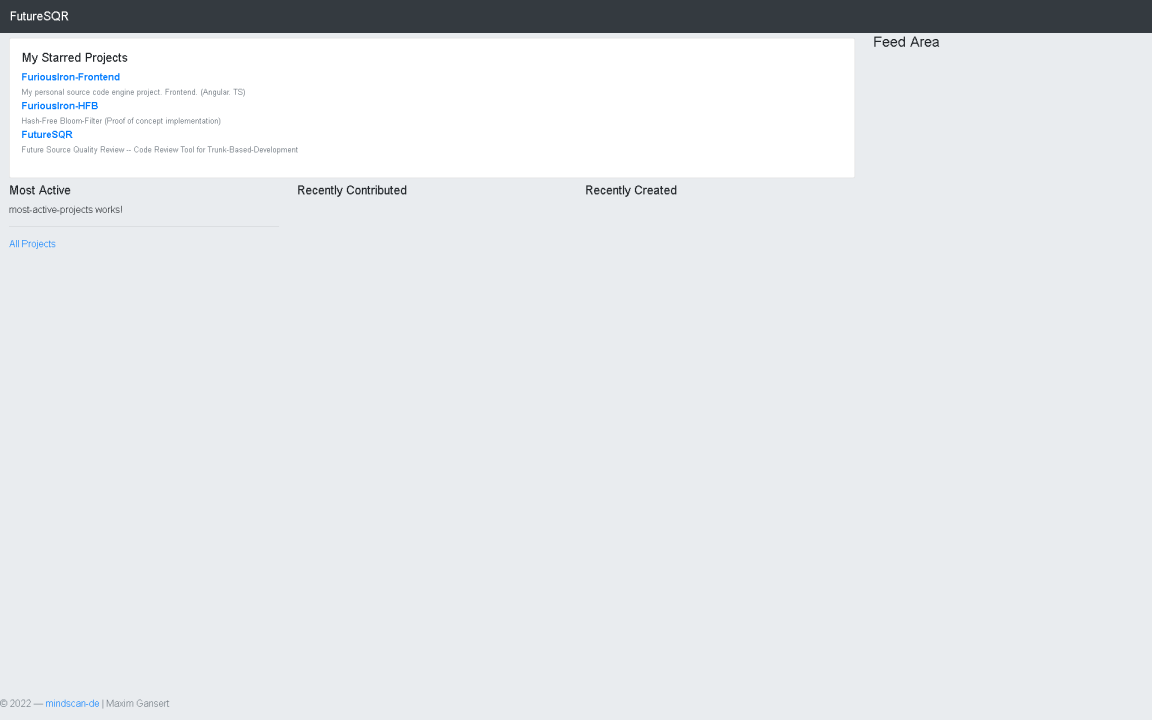 FutureSQR
My Starred Projects
FuriousIron-Frontend
My personal source code engine project. Frontend. (Angular. TS)
FuriousIron-HFB
Hash-Free Bloom-Filter (Proof of concept implementation)
FutureSQR
Future Source Quality Review -- Code Review Tool for Trunk-Based-Development
Feed Area
Most Active
most-active-projects works!
All Projects
Recently Contributed
Recently Created
© 2022 — mindscan-de | Maxim Gansert